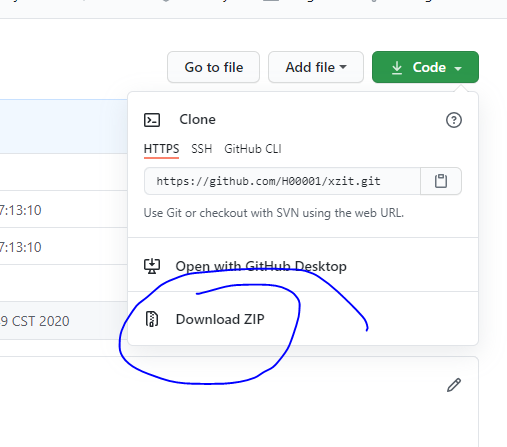 Go to file
Add file
Code
Clone
HTTPS SSH GitHub CLI
https://github.com/H00001/xzit.git
Use Git or checkout with SVN using the web URL.
7:13:10
7:13:10
Open with GitHub Desktop
Download ZIP
9 CST 2020